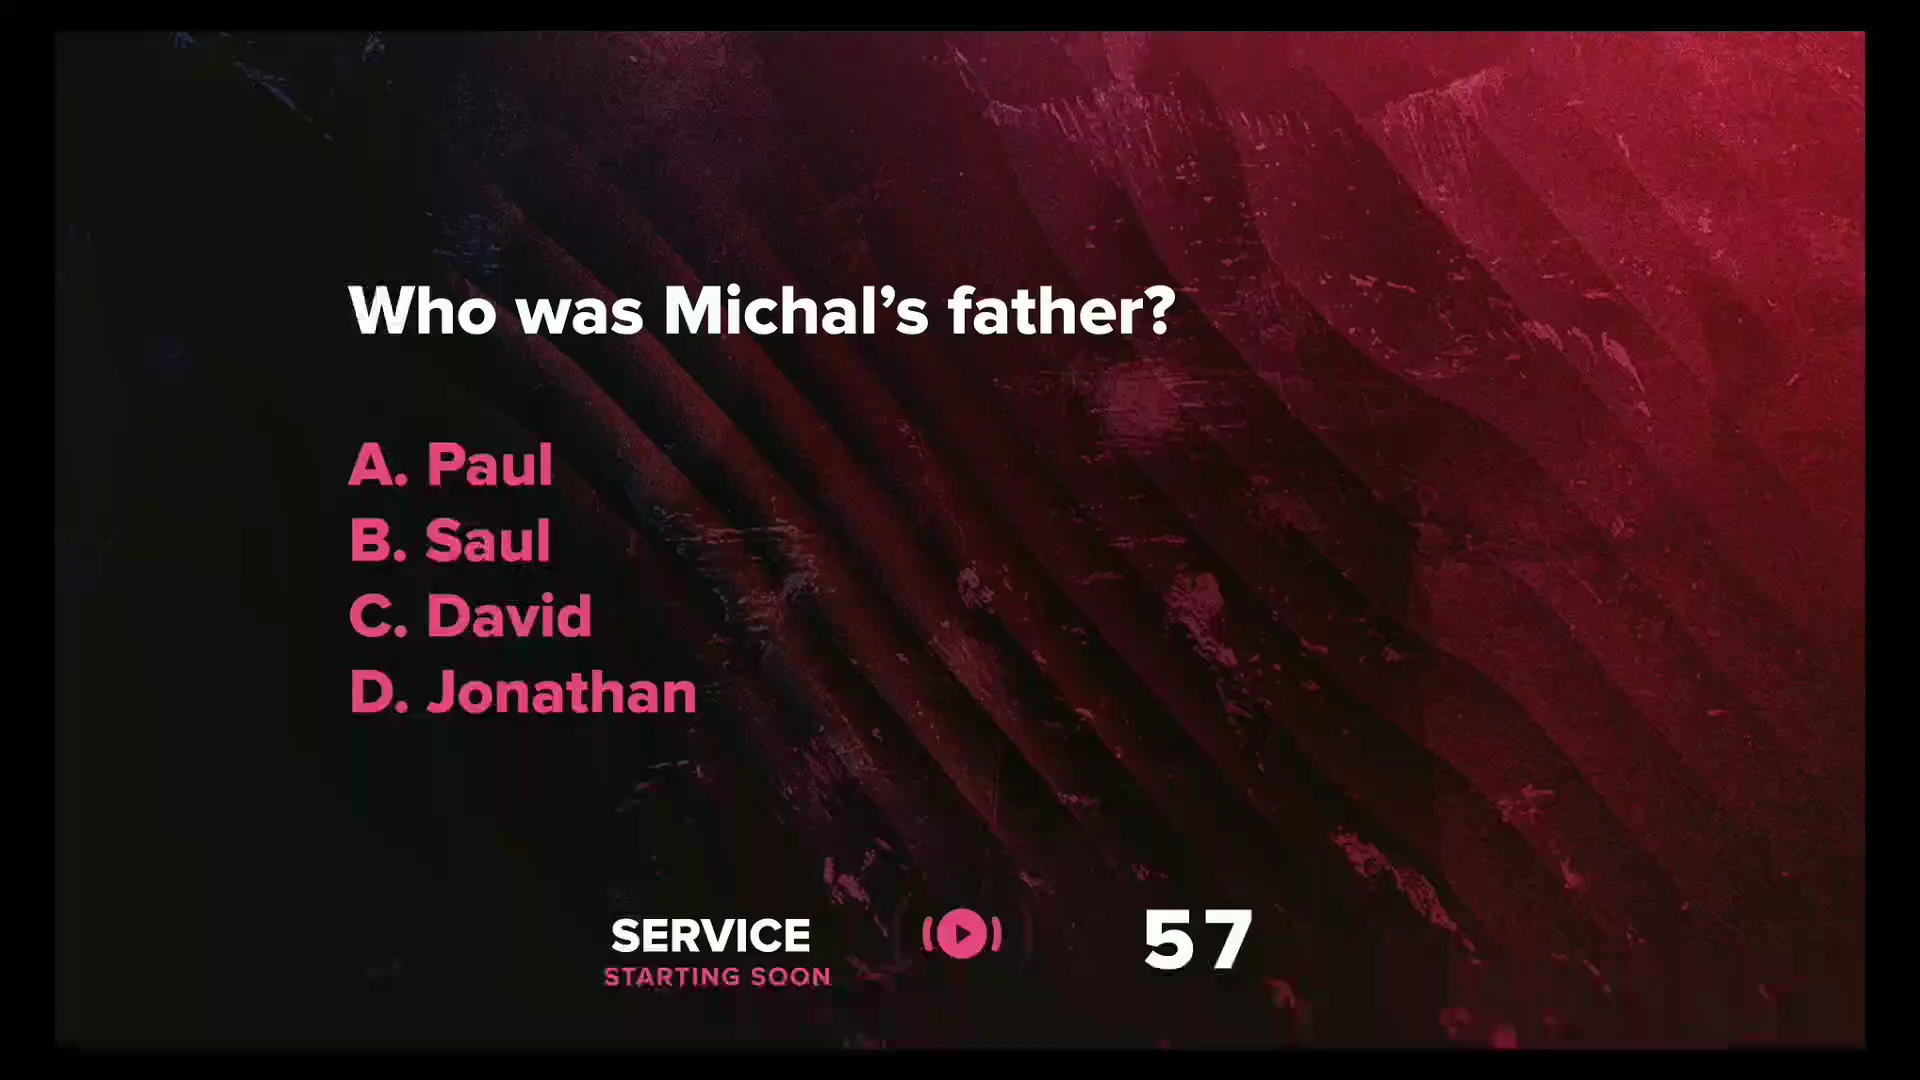 Who was Michal’s father?
A. Paul
B. Saul
C. David
D. Jonathan
SERVICE
STARTING SOON
57